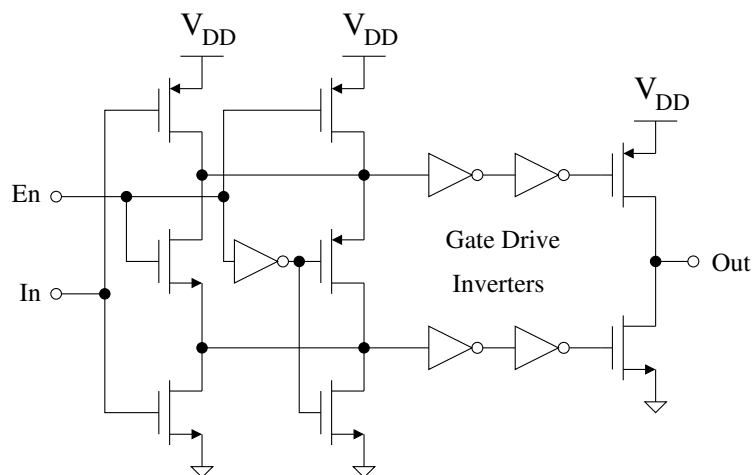 V_DD
V_DD
V_DD
En
Gate Drive
Out
In
Inverters